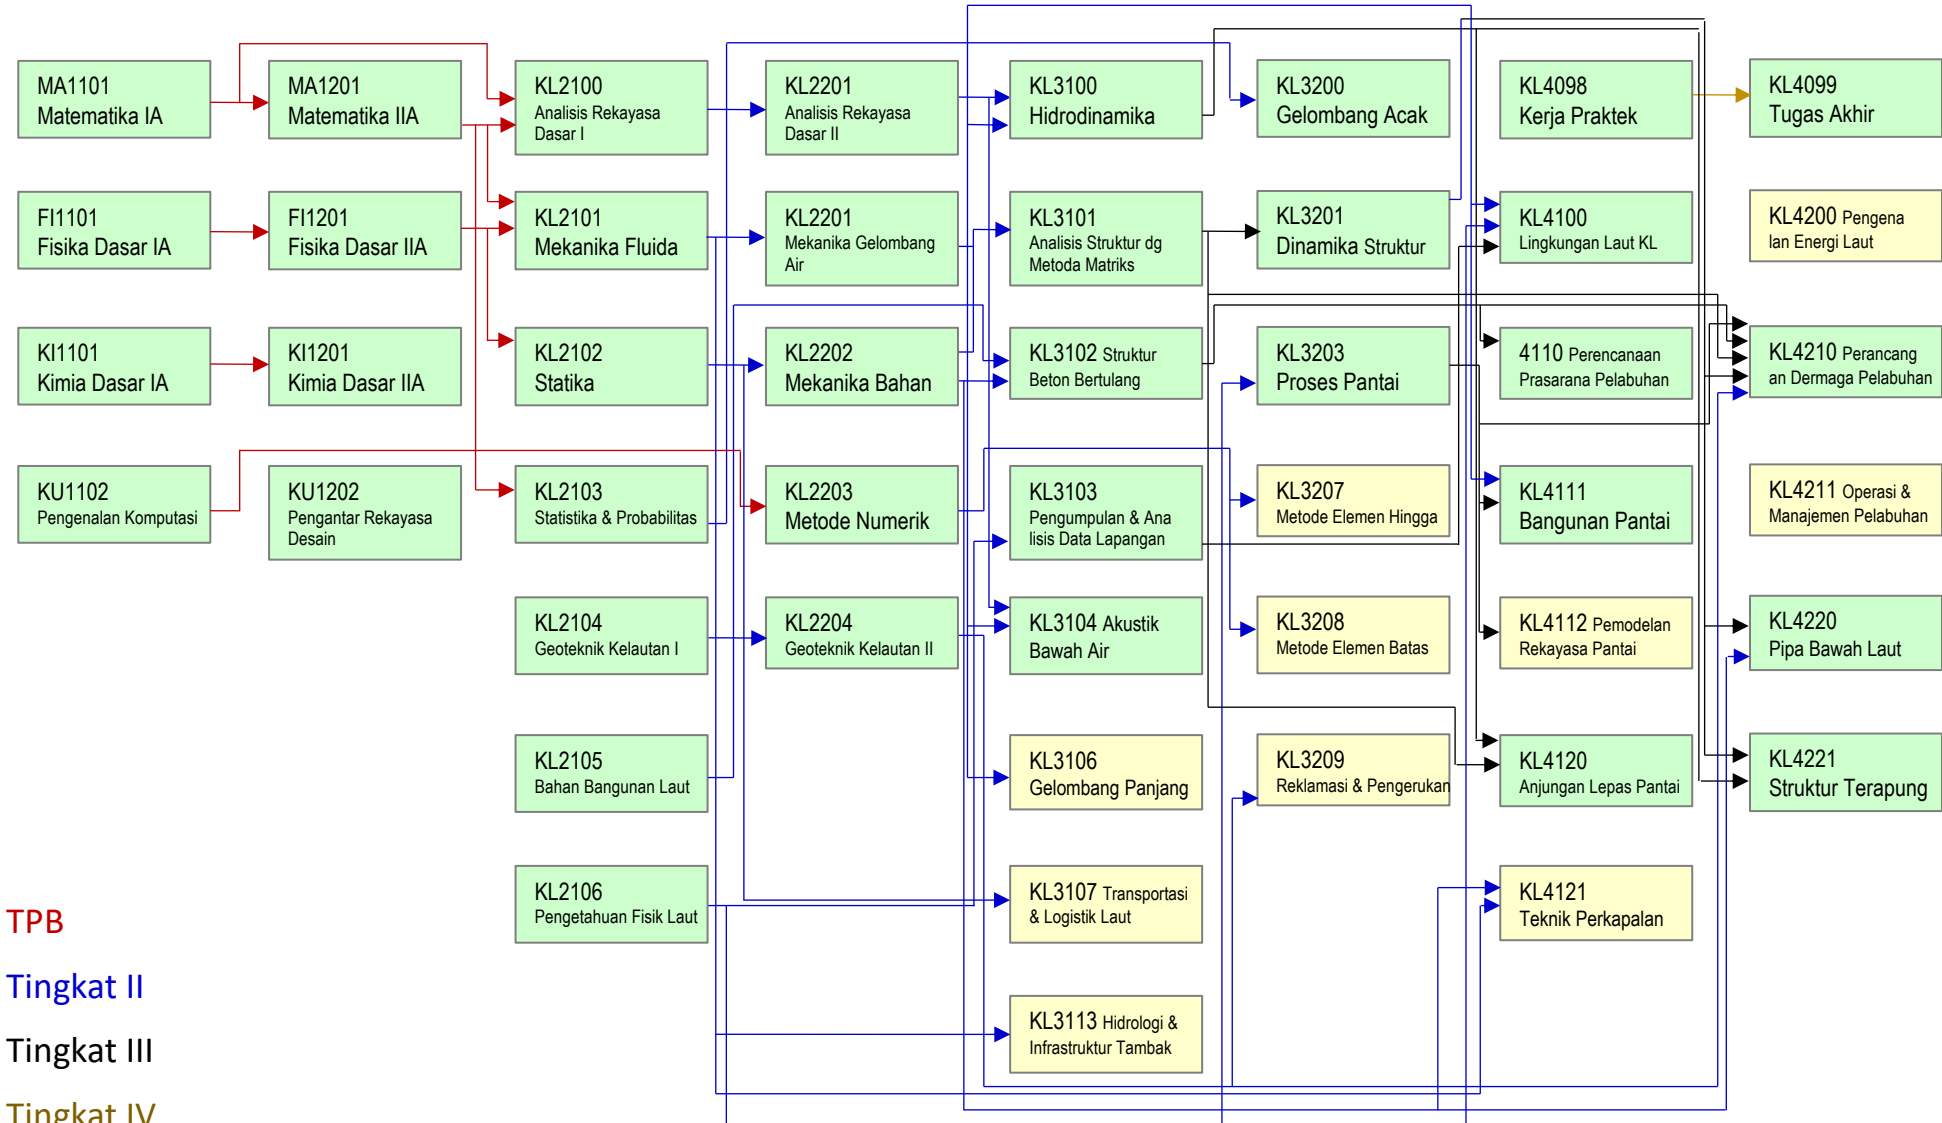 MA1101
Matematika IA
MA1201
Matematika IIA
KL2100
Analisis Rekayasa
Dasar I
KL2201
Analisis Rekayasa
Dasar II
KL3100
Hidrodinamika
KL3200
Gelombang Acak
KL4098
Kerja Praktek
KL4099
Tugas Akhir
FI1101
Fisika Dasar IA
FI1201
Fisika Dasar IIA
KL2101
Mekanika Fluida
KL2201
Mekanika Gelombang
Air
KL3101
Analisis Struktur dg
Metoda Matriks
KL3201
Dinamika Struktur
KL4100
Lingkungan Laut KL
KL4200 Pengena
lan Energi Laut
KI1101
Kimia Dasar IA
KI1201
Kimia Dasar IIA
KL2102
Statika
KL2202
Mekanika Bahan
KL3102 Struktur
Beton Bertulang
KL3203
Proses Pantai
4110 Perencanaan
Prasarana Pelabuhan
KL4210 Perancang
an Dermaga Pelabuhan
KU1102
Pengenalan Komputasi
KU1202
Pengantar Rekayasa
Desain
KL2103
Statistika & Probabilitas
KL2203
Metode Numerik
KL3103
Pengumpulan & Ana
lisis Data Lapangan
KL3207
Metode Elemen Hingga
KL4111
Bangunan Pantai
KL4211 Operasi &
Manajemen Pelabuhan
KL2104
Geoteknik Kelautan I
KL2204
Geoteknik Kelautan II
KL3104 Akustik
Bawah Air
KL3208
Metode Elemen Batas
KL4112 Pemodelan
Rekayasa Pantai
KL4220
Pipa Bawah Laut
KL2105
Bahan Bangunan Laut
KL3106
Gelombang Panjang
KL3209
Reklamasi & Pengerukan
KL4120
Anjungan Lepas Pantai
KL4221
Struktur Terapung
KL2106
Pengetahuan Fisik Laut
KL3107 Transportasi
& Logistik Laut
KL4121
Teknik Perkapalan
KL3113 Hidrologi &
Infrastruktur Tambak
TPB
Tingkat II
Tingkat III
Tingkat IV